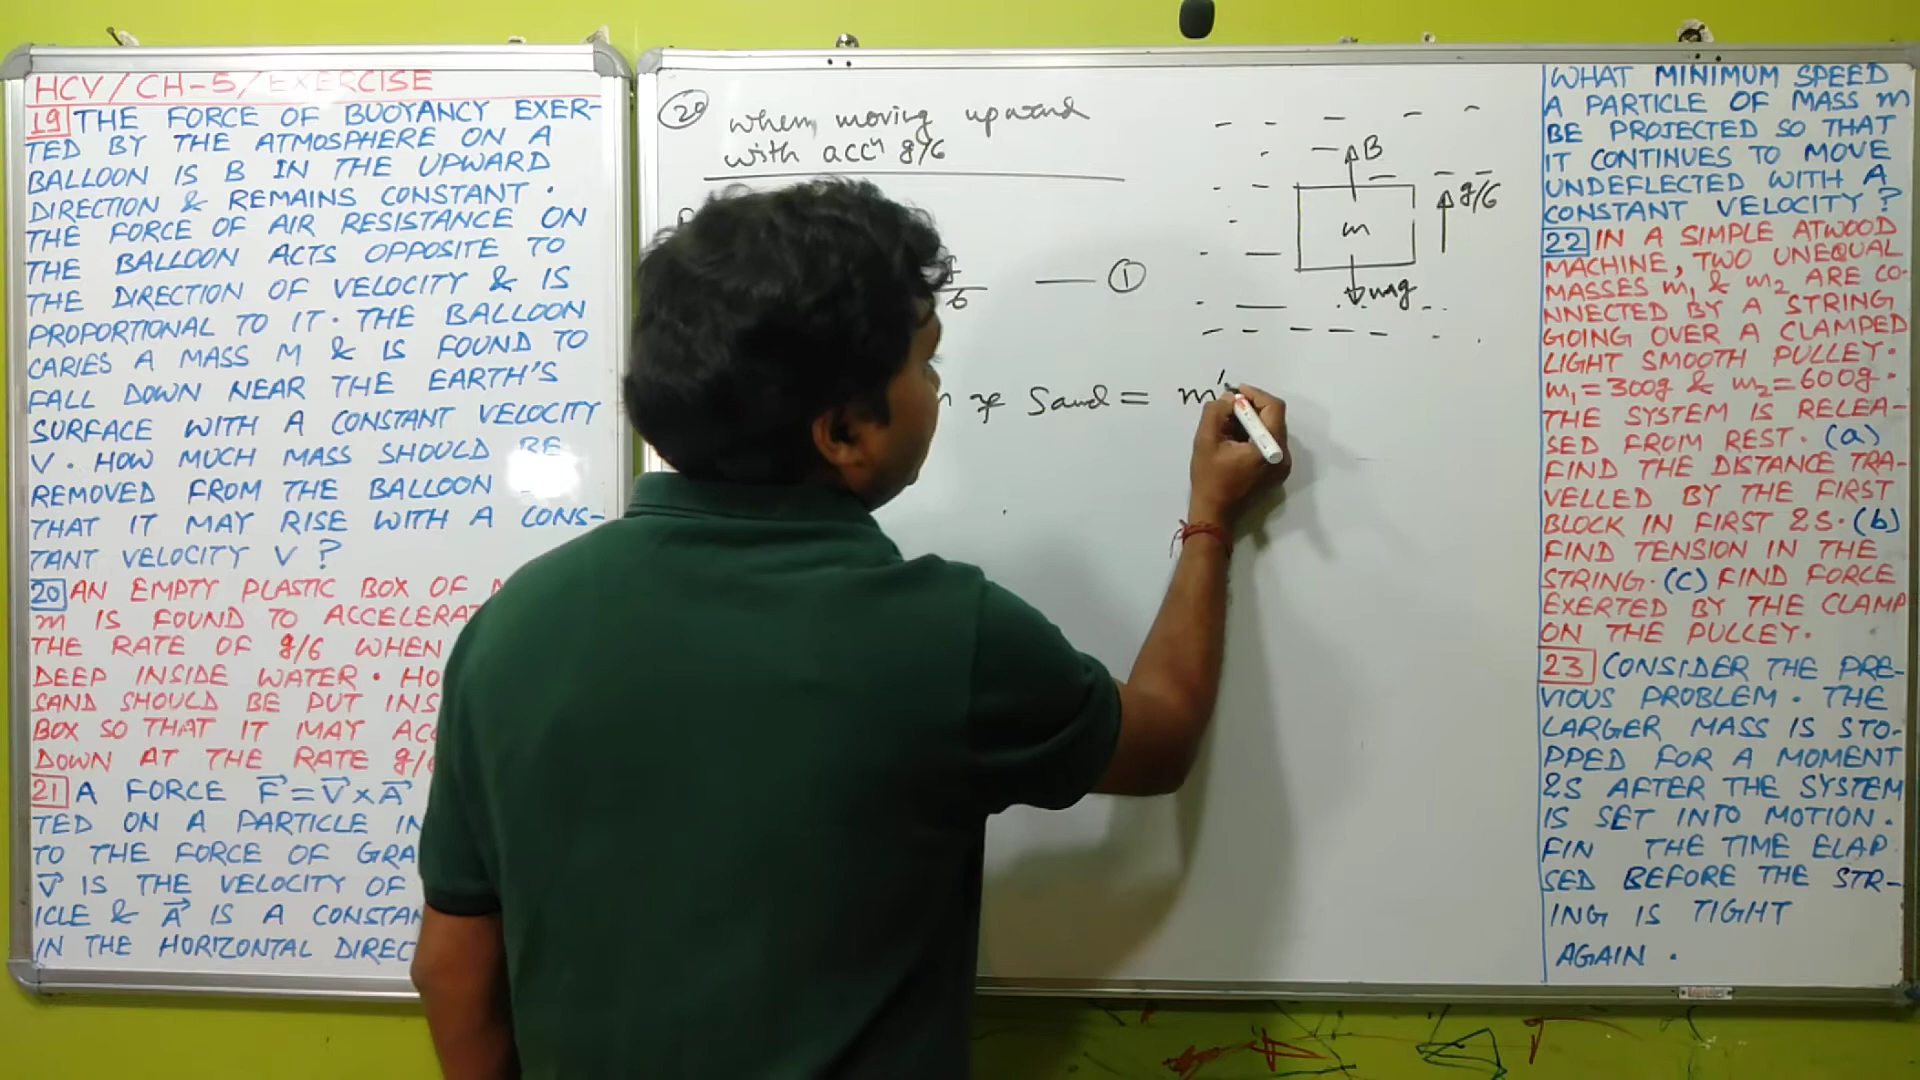 HCV/CH-5/EXERCISE
19 THE FORCE OF BUOYANCY EXER-
TED BY THE ATMOSPHERE ON A
BALLOON IS B IN THE UPWARD
DIRECTION & REMAINS CONSTANT.
THE FORCE OF AIR RESISTANCE ON
THE BALLOON ACTS OPPOSITE TO
THE DIRECTION OF VELOCITY & IS
PROPORTIONAL TO IT. THE BALLOON
CARIES A MASS M & IS FOUND TO
FALL DOWN NEAR THE EARTH'S
SURFACE WITH A CONSTANT VELOCITY
V. HOW MUCH MASS SHOULD BE
REMOVED FROM THE BALLOON
THAT IT MAY RISE WITH A CONS-
TANT VELOCITY V?
20 AN EMPTY PLASTIC BOX OF
m IS FOUND TO ACCELERAT
THE RATE OF g/6 WHEN
DEEP INSIDE WATER. HO
SAND SHOULD BE PUT INS
BOX SO THAT IT MAY AC
DOWN AT THE RATE g/
21 A FORCE F⃗ = V⃗ × A⃗
TED ON A PARTICLE IN
TO THE FORCE OF GRA
V⃗ IS THE VELOCITY OF
ICLE & A⃗ IS A CONSTAN
IN THE HORIZONTAL DIREC
20 when moving upward
with accⁿ g/6
6 — ①
Sand = m'
B
m
mg
g/6
WHAT MINIMUM SPEED
A PARTICLE OF MASS m
BE PROJECTED SO THAT
IT CONTINUES TO MOVE
UNDEFLECTED WITH A
CONSTANT VELOCITY?
22 IN A SIMPLE ATWOOD
MACHINE, TWO UNEQUAL
MASSES m₁ & m₂ ARE CO-
NNECTED BY A STRING
GOING OVER A CLAMPED
LIGHT SMOOTH PULLEY.
m₁=300g & m₂=600g.
THE SYSTEM IS RELEA-
SED FROM REST. (a)
FIND THE DISTANCE TRA-
VELLED BY THE FIRST
BLOCK IN FIRST 2S. (b)
FIND TENSION IN THE
STRING. (C) FIND FORCE
EXERTED BY THE CLAMP
ON THE PULLEY.
23 CONSIDER THE PRE-
VIOUS PROBLEM. THE
LARGER MASS IS STO-
PPED FOR A MOMENT
2S AFTER THE SYSTEM
IS SET INTO MOTION.
FIN THE TIME ELAP
SED BEFORE THE STR-
ING IS TIGHT
AGAIN.